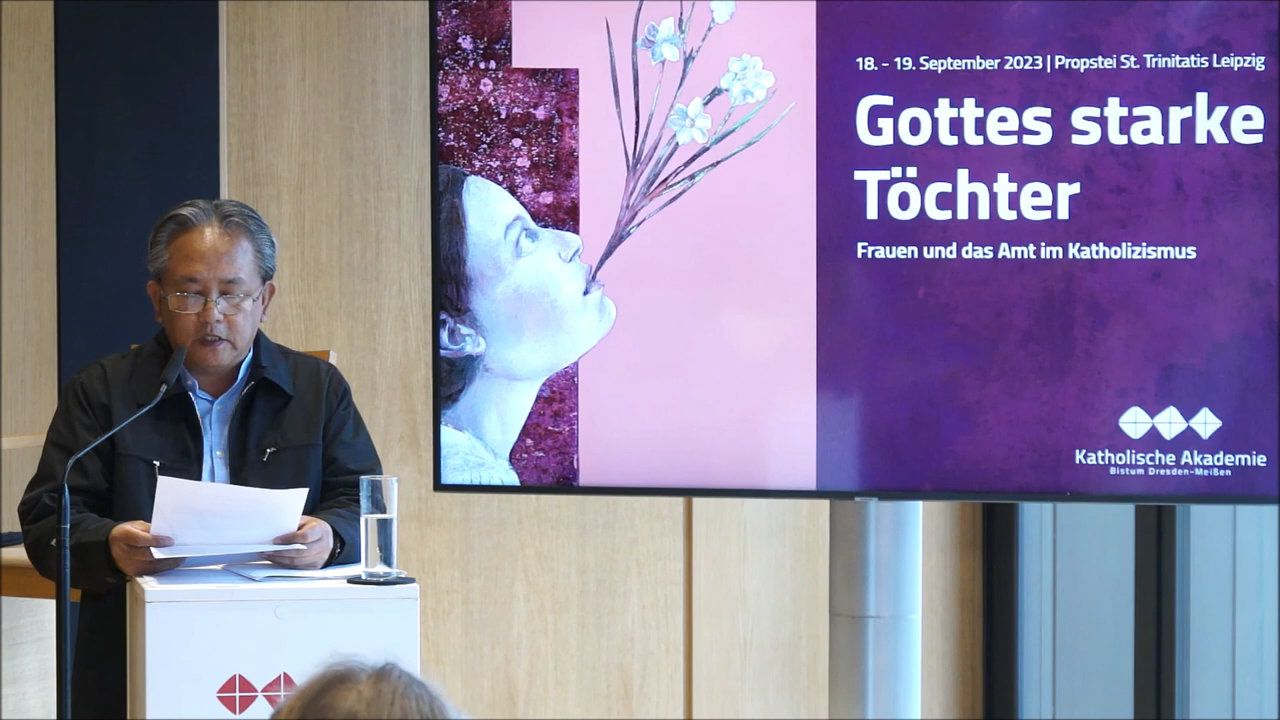 18. - 19. September 2023 | Propstei St. Trinitatis Leipzig
Gottes starke
Töchter
Frauen und das Amt im Katholizismus
Katholische Akademie
Bistum Dresden-Meißen